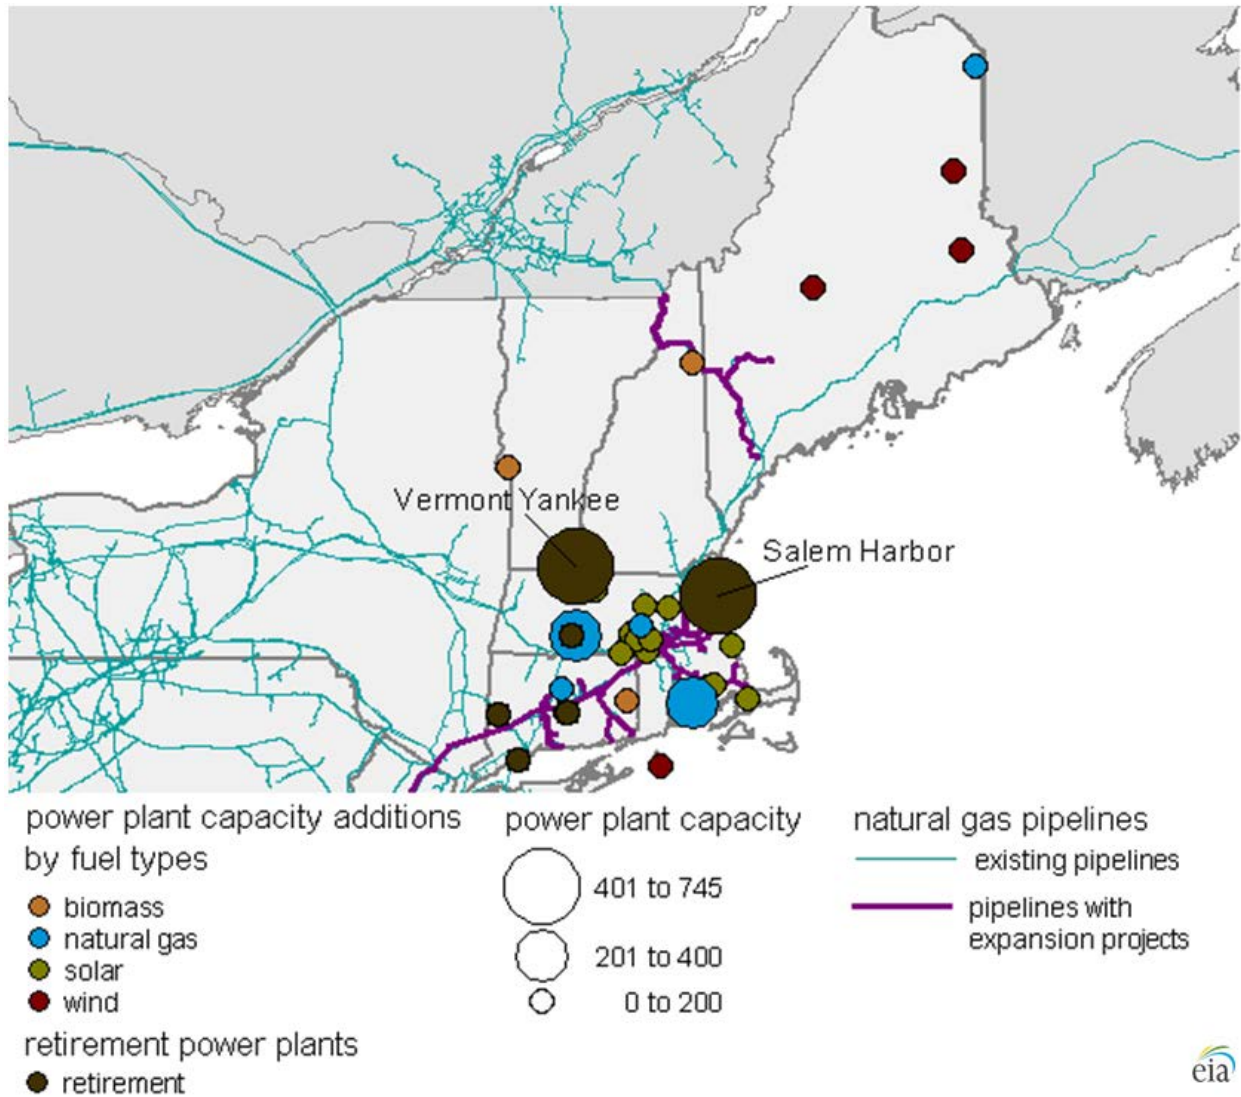 Vermont Yankee
Salem Harbor
power plant capacity additions
by fuel types
biomass
natural gas
solar
wind
retirement power plants
retirement
power plant capacity
401 to 745
201 to 400
0 to 200
natural gas pipelines
existing pipelines
pipelines with
expansion projects
eia